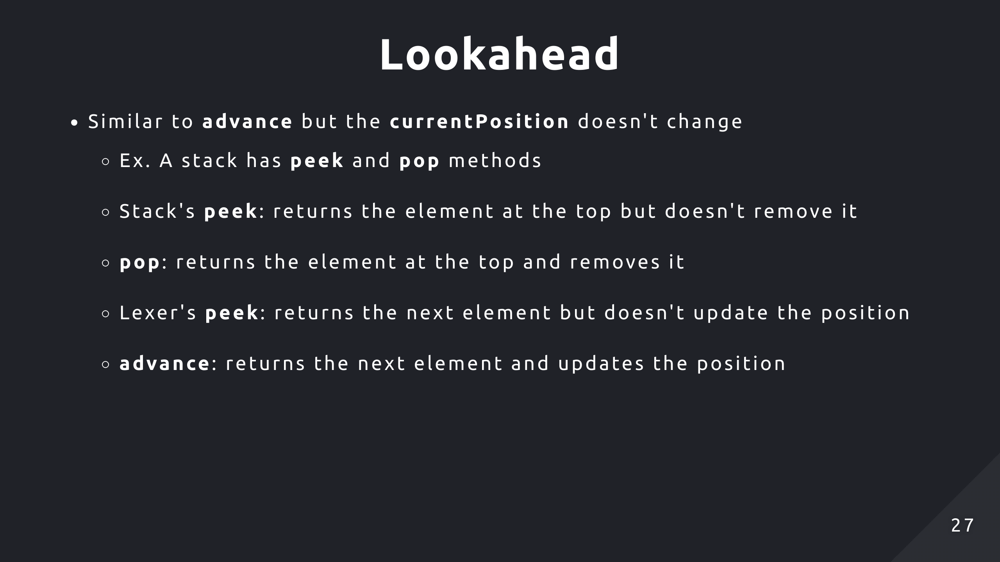 Lookahead
• Similar to advance but the currentPosition doesn't change
◦ Ex. A stack has peek and pop methods
◦ Stack's peek: returns the element at the top but doesn't remove it
◦ pop: returns the element at the top and removes it
◦ Lexer's peek: returns the next element but doesn't update the position
◦ advance: returns the next element and updates the position
27